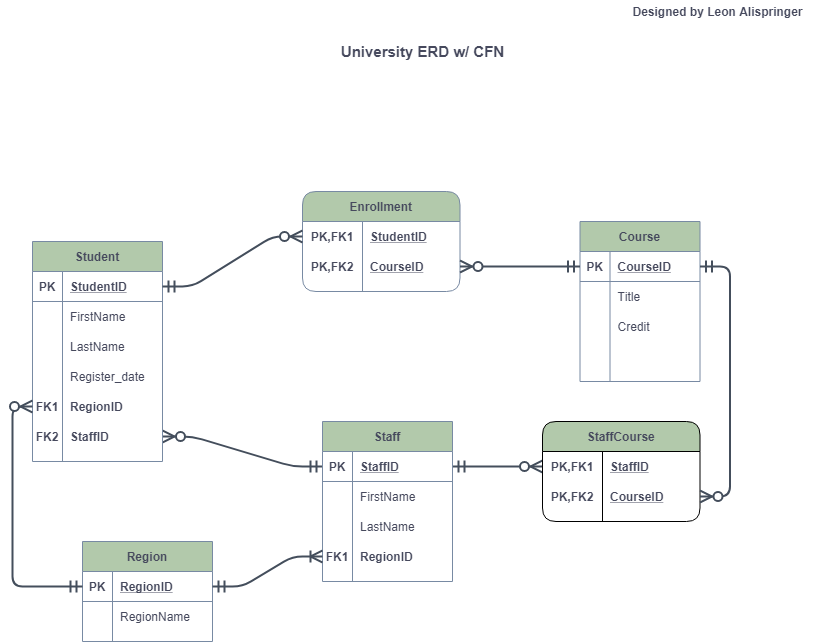 Designed by Leon Alispringer
University ERD w/ CFN
Enrollment
PK,FK1 StudentID
PK,FK2 CourseID
Course
PK CourseID
Title
Credit
Student
PK StudentID
FirstName
LastName
Register_date
FK1 RegionID
FK2 StaffID
Staff
PK StaffID
FirstName
LastName
FK1 RegionID
StaffCourse
PK,FK1 StaffID
PK,FK2 CourseID
Region
PK RegionID
RegionName